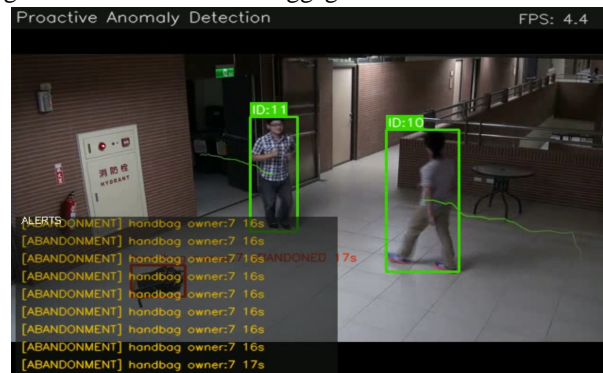 Proactive Anomaly Detection
FPS: 4.4
ID:11
ID:10
消防栓
HYDRANT
ALERTS
[ABANDONMENT] handbag owner:7 16s
[ABANDONMENT] handbag owner:7 16s
[ABANDONMENT] handbag owner:7 16s
ABANDONED 17s
[ABANDONMENT] handbag owner:7 16s
[ABANDONMENT] handbag owner:7 16s
[ABANDONMENT] handbag owner:7 16s
[ABANDONMENT] handbag owner:7 16s
[ABANDONMENT] handbag owner:7 16s
[ABANDONMENT] handbag owner:7 17s